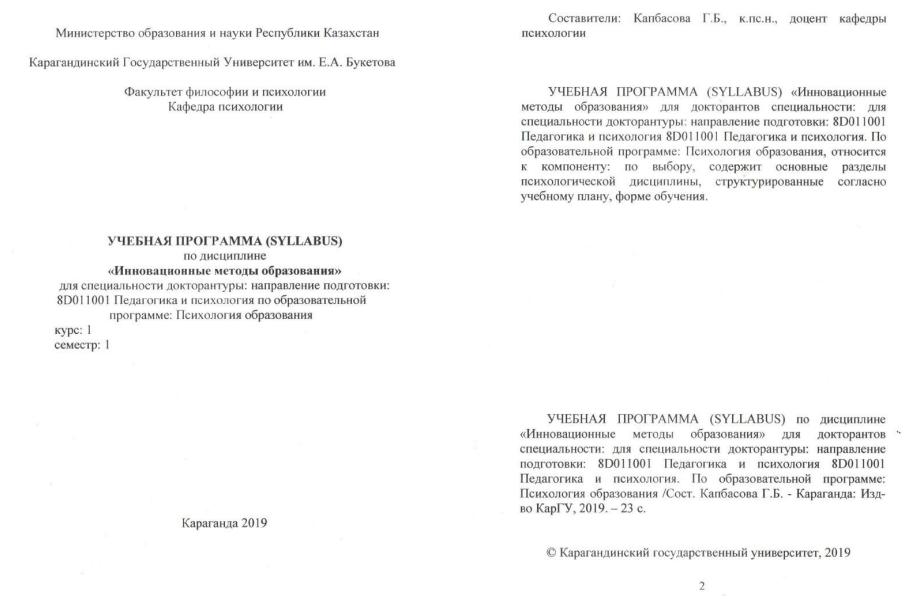 Министерство образования и науки Республики Казахстан
Карагандинский Государственный Университет им. Е.А. Букетова
Факультет философии и психологии
Кафедра психологии
УЧЕБНАЯ ПРОГРАММА (SYLLABUS)
по дисциплине
«Инновационные методы образования»
для специальности докторантуры: направление подготовки:
8D011001 Педагогика и психология по образовательной
программе: Психология образования
курс: 1
семестр: 1
Караганда 2019
Составители: Капбасова Г.Б., к.пс.н., доцент кафедры
психологии
УЧЕБНАЯ ПРОГРАММА (SYLLABUS) «Инновационные
методы образования» для докторантов специальности: для
специальности докторантуры: направление подготовки: 8D011001
Педагогика и психология 8D011001 Педагогика и психология. По
образовательной программе: Психология образования, относится
к компоненту: по выбору, содержит основные разделы
психологической дисциплины, структурированные согласно
учебному плану, форме обучения.
УЧЕБНАЯ ПРОГРАММА (SYLLABUS) по дисциплине
«Инновационные методы образования» для докторантов
специальности: для специальности докторантуры: направление
подготовки: 8D011001 Педагогика и психология 8D011001
Педагогика и психология. По образовательной программе:
Психология образования /Сост. Капбасова Г.Б. - Караганда: Изд-
во КарГУ, 2019. – 23 с.
© Карагандинский государственный университет, 2019
2